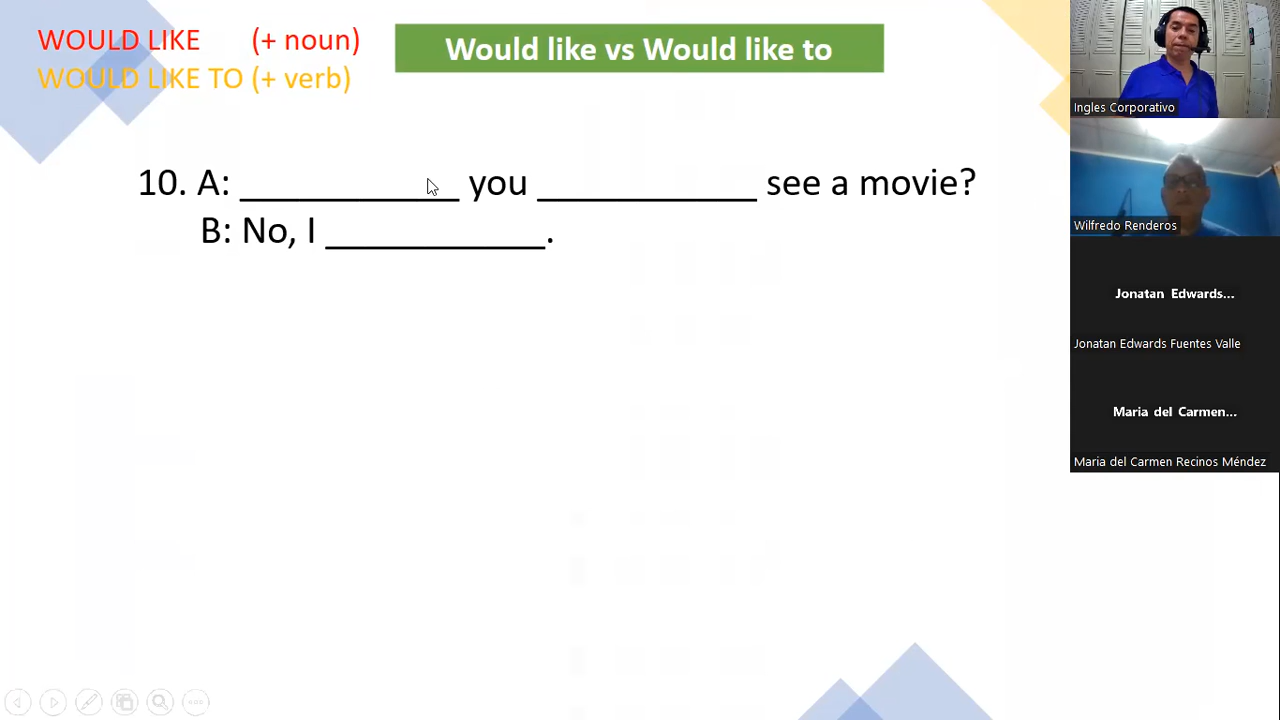 WOULD LIKE (+ noun)
WOULD LIKE TO (+ verb)
Would like vs Would like to
10. A: ____________ you ____________ see a movie?
B: No, I ____________.
Ingles Corporativo
Wilfredo Renderos
Jonatan Edwards...
Jonatan Edwards Fuentes Valle
Maria del Carmen...
Maria del Carmen Recinos Méndez